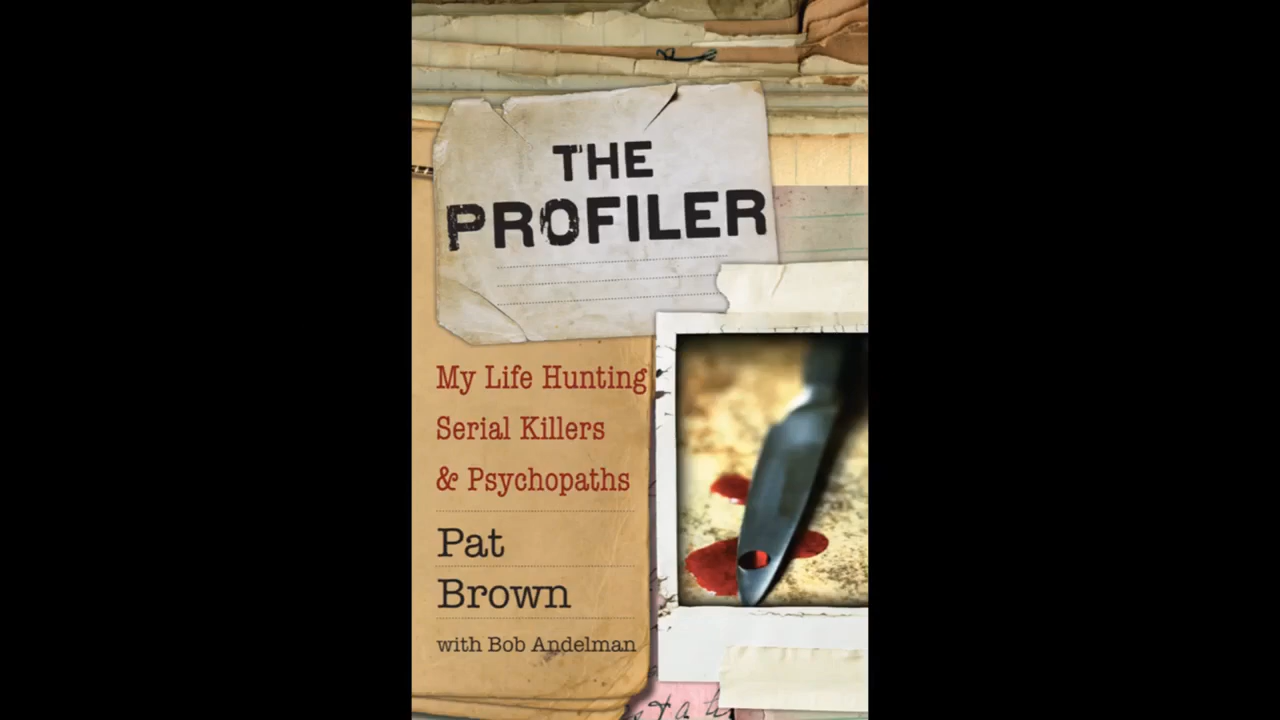 THE
PROFILER
My Life Hunting
Serial Killers
& Psychopaths
Pat
Brown
with Bob Andelman